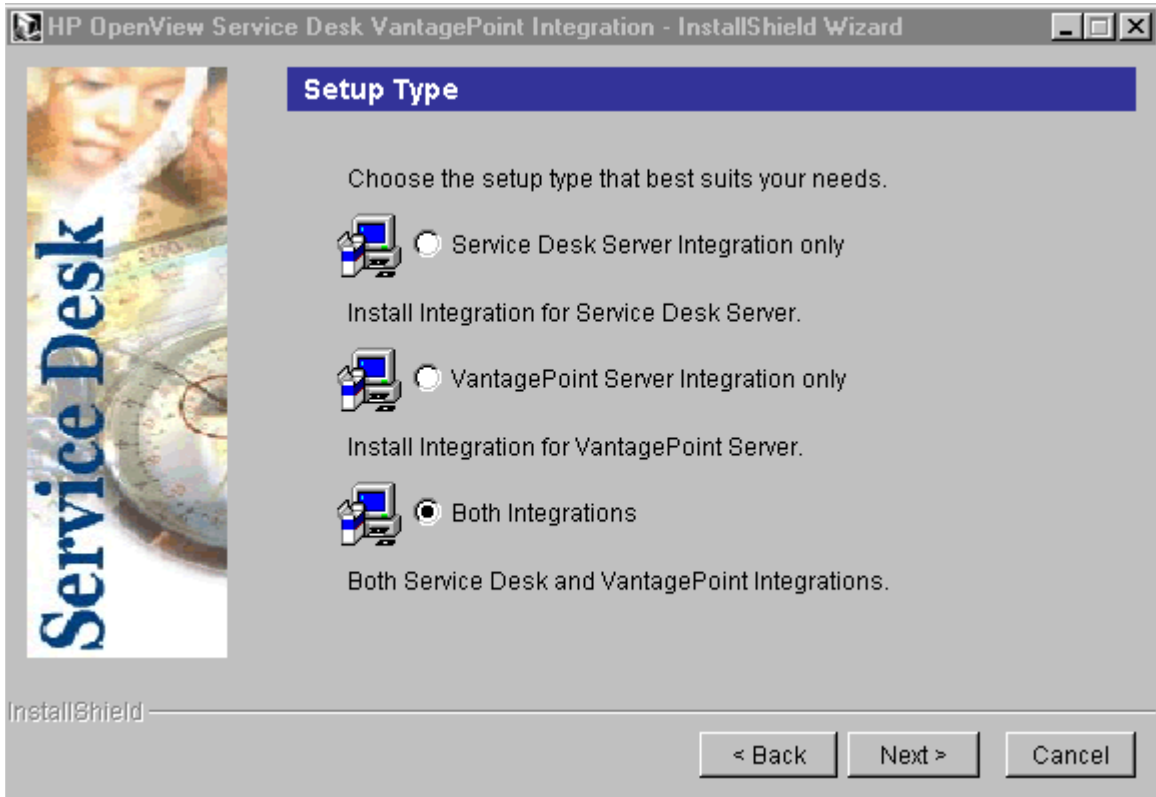 HP OpenView Service Desk VantagePoint Integration - InstallShield Wizard
Service Desk
Setup Type
Choose the setup type that best suits your needs.
Service Desk Server Integration only
Install Integration for Service Desk Server.
VantagePoint Server Integration only
Install Integration for VantagePoint Server.
Both Integrations
Both Service Desk and VantagePoint Integrations.
InstallShield
< Back
Next >
Cancel